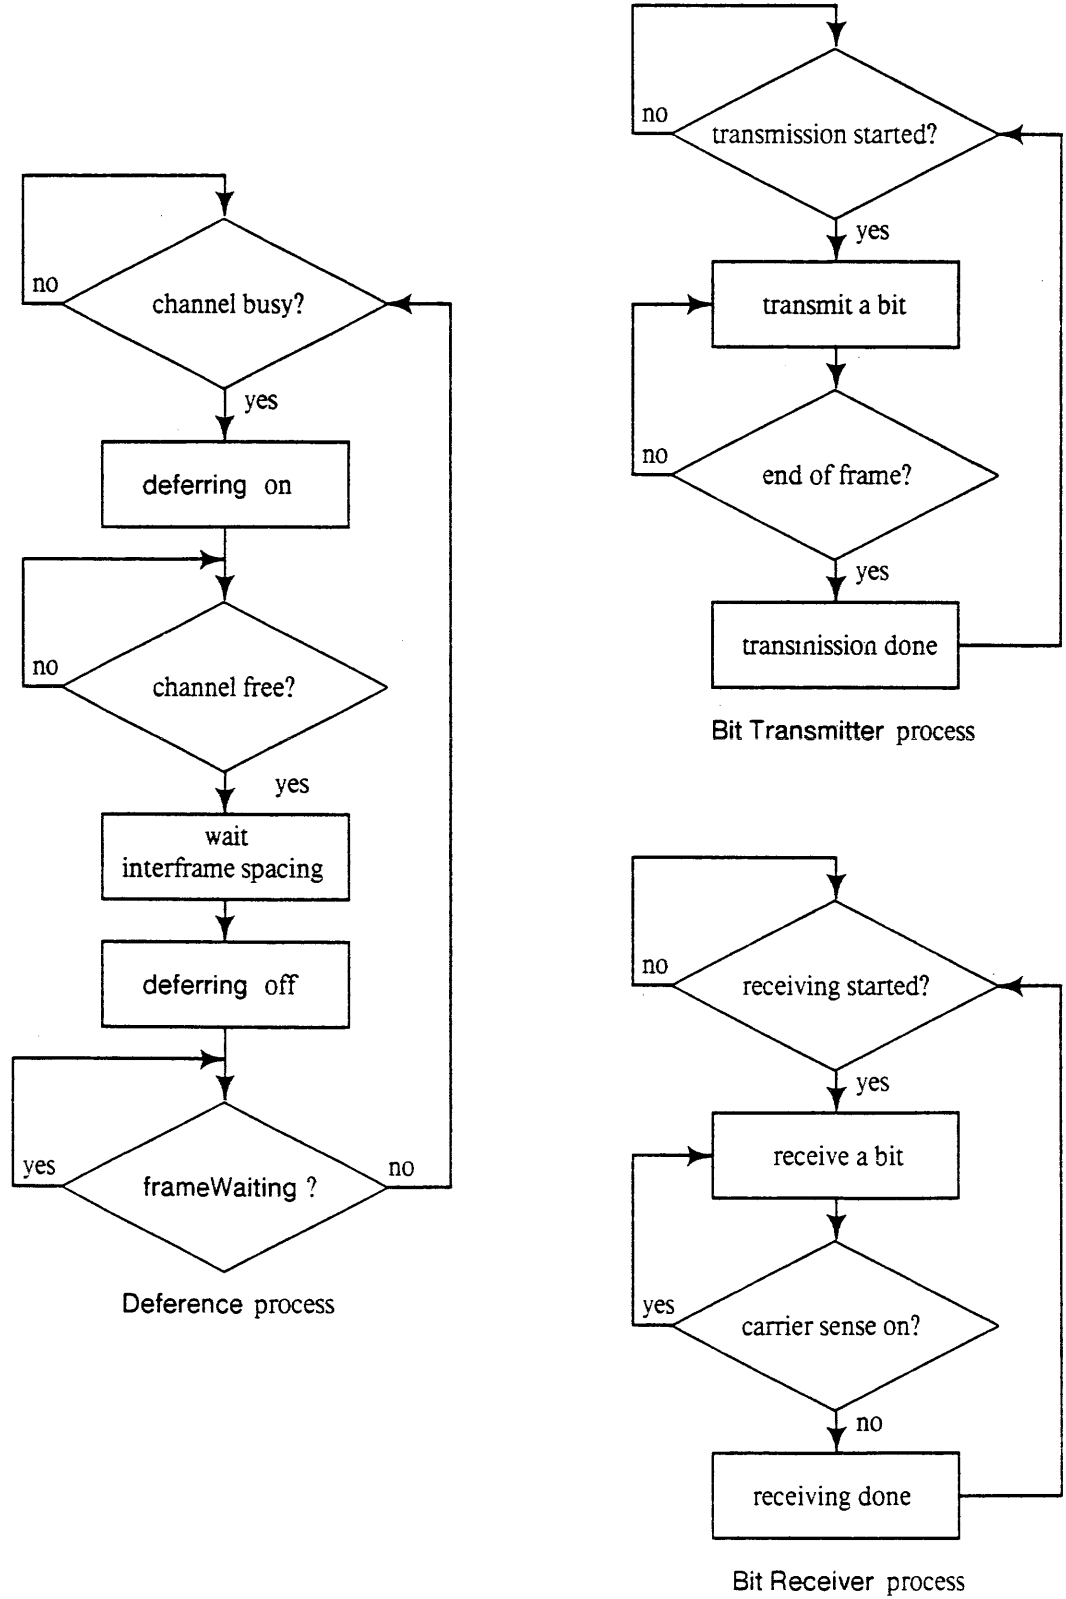 no
channel busy?
yes
deferring on
no
channel free?
yes
wait
interframe spacing
deferring off
yes
frameWaiting ?
no
Deference process
no
transmission started?
yes
transmit a bit
no
end of frame?
yes
transmission done
Bit Transmitter process
no
receiving started?
yes
receive a bit
yes
carrier sense on?
no
receiving done
Bit Receiver process